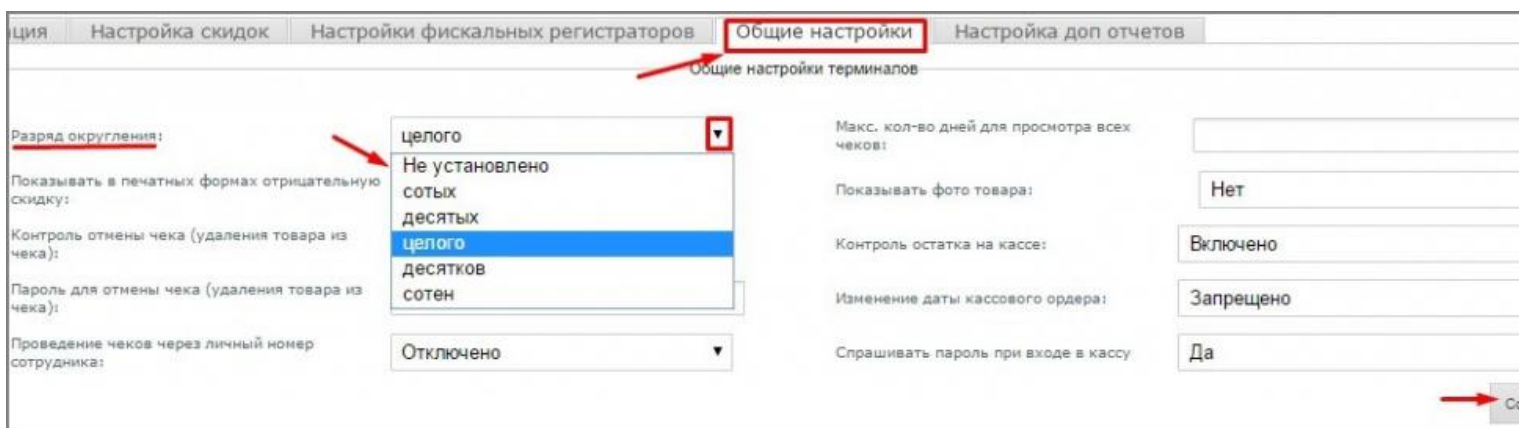 Настройка скидок
Настройки фискальных регистраторов
Общие настройки
Настройка доп отчетов
Общие настройки терминалов
Разряд округления:
целого
Не установлено
сотых
десятых
целого
десятков
сотен
Показывать в печатных формах отрицательную
скидку:
Контроль отмены чека (удаления товара из
чека):
Пароль для отмены чека (удаления товара из
чека):
Проведение чеков через личный номер
сотрудника:
Отключено
Макс. кол-во дней для просмотра всех
чеков:
Показывать фото товара:
Нет
Контроль остатка на кассе:
Включено
Изменение даты кассового ордера:
Запрещено
Спрашивать пароль при входе в кассу
Да